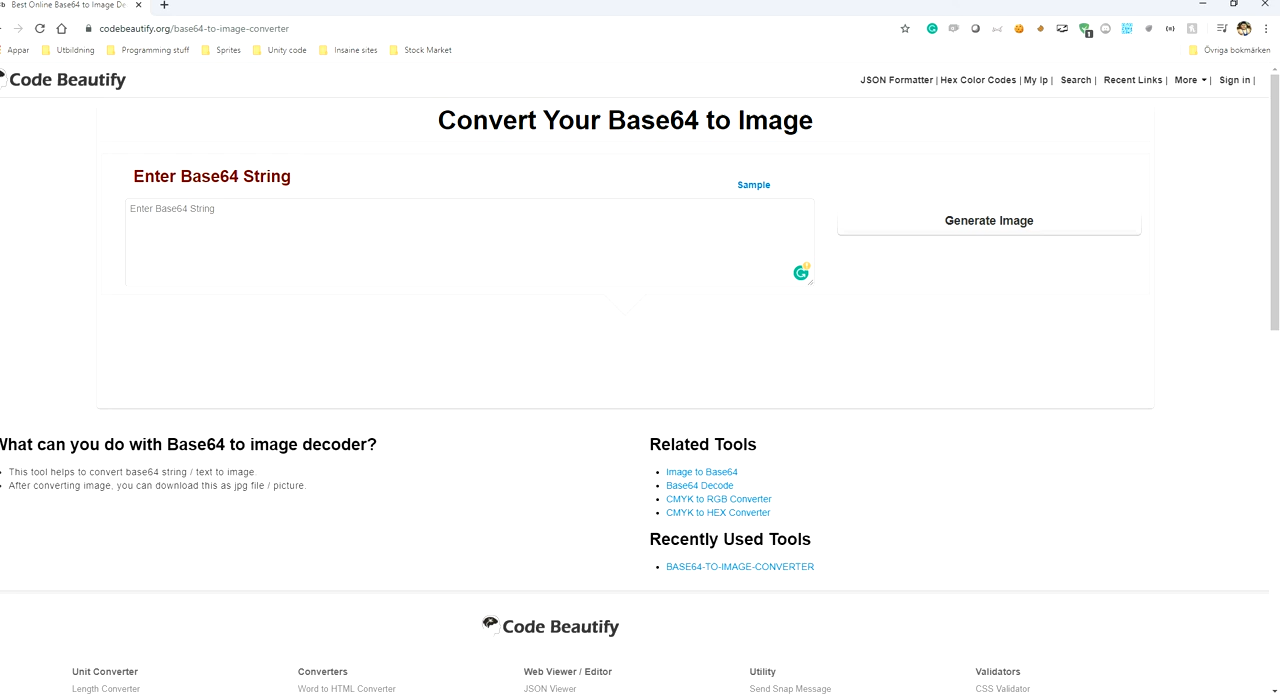 Best Online Base64 to Image De
codebeautify.org/base64-to-image-converter
Appar Utbildning Programming stuff Sprites Unity code Insaine sites Stock Market Övriga bokmärken
Code Beautify
JSON Formatter | Hex Color Codes | My Ip | Search | Recent Links | More | Sign in |
Convert Your Base64 to Image
Enter Base64 String
Sample
Enter Base64 String
Generate Image
What can you do with Base64 to image decoder?
This tool helps to convert base64 string / text to image.
After converting image, you can download this as jpg file / picture.
Related Tools
Image to Base64
Base64 Decode
CMYK to RGB Converter
CMYK to HEX Converter
Recently Used Tools
BASE64-TO-IMAGE-CONVERTER
Code Beautify
Unit Converter Converters Web Viewer / Editor Utility Validators
Length Converter Word to HTML Converter JSON Viewer Send Snap Message CSS Validator